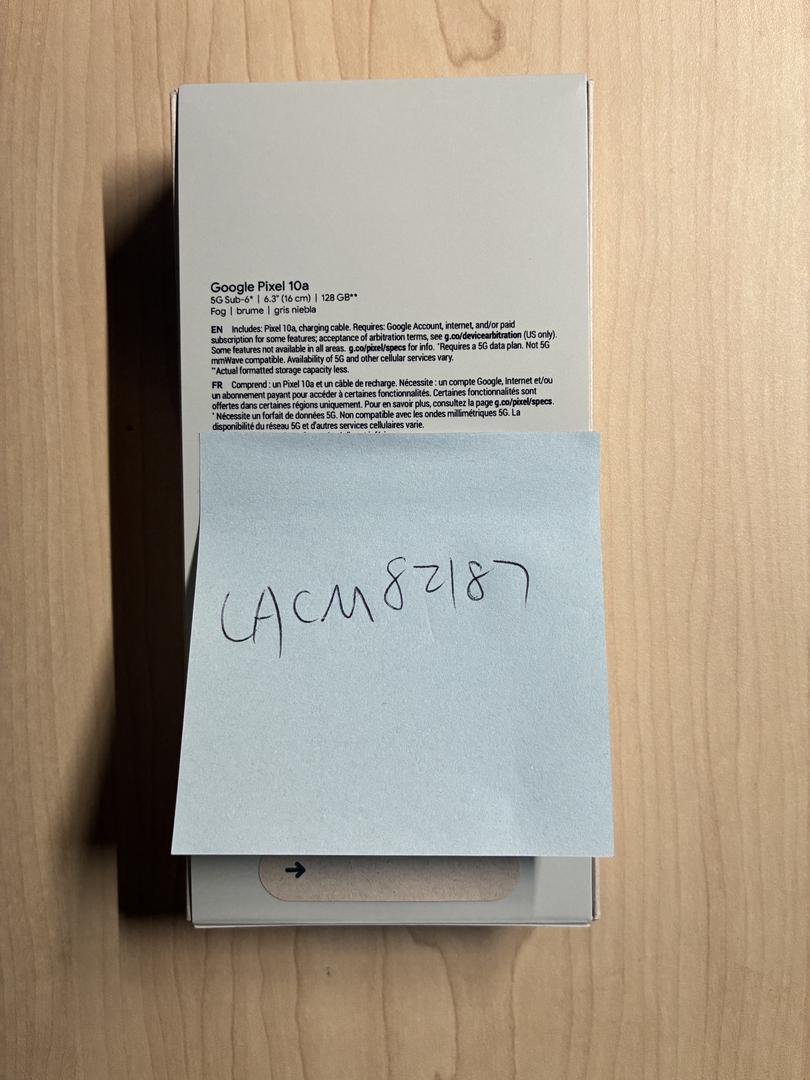 Google Pixel 10a
5G Sub-6* | 6.3" (16 cm) | 128 GB**
Fog | brume | gris niebla
EN Includes: Pixel 10a, charging cable. Requires: Google Account, internet, and/or paid
subscription for some features; acceptance of arbitration terms, see g.co/devicearbitration (US only).
Some features not available in all areas. g.co/pixel/specs for info. *Requires a 5G data plan. Not 5G
mmWave compatible. Availability of 5G and other cellular services vary.
**Actual formatted storage capacity less.
FR Comprend : un Pixel 10a et un câble de recharge. Nécessite : un compte Google, Internet et/ou
un abonnement payant pour accéder à certaines fonctionnalités. Certaines fonctionnalités sont
offertes dans certaines régions uniquement. Pour en savoir plus, consultez la page g.co/pixel/specs.
* Nécessite un forfait de données 5G. Non compatible avec les ondes millimétriques 5G. La
disponibilité du réseau 5G et d'autres services cellulaires varie.
CACM82187